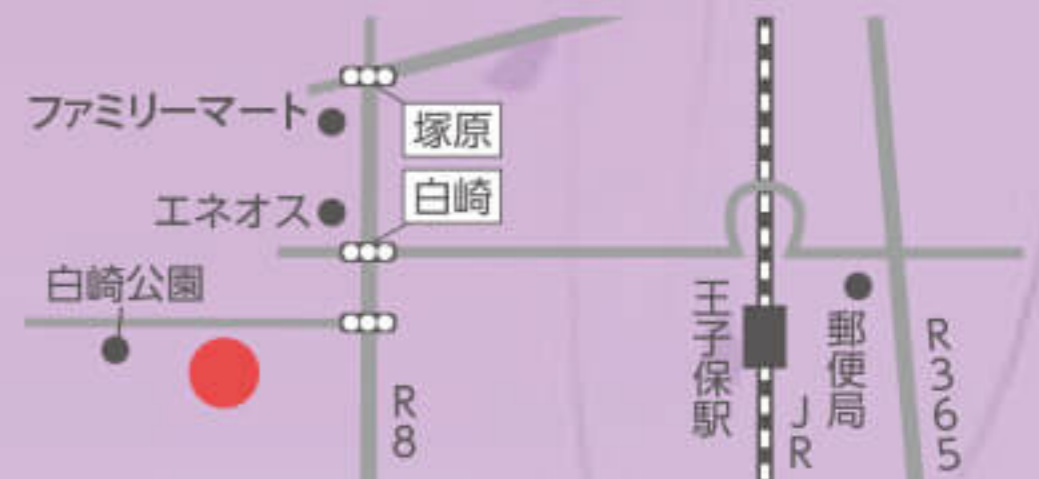 ファミリーマート
塚原
エネオス
白崎
白崎公園
R8
王子保駅
JR
郵便局
R365